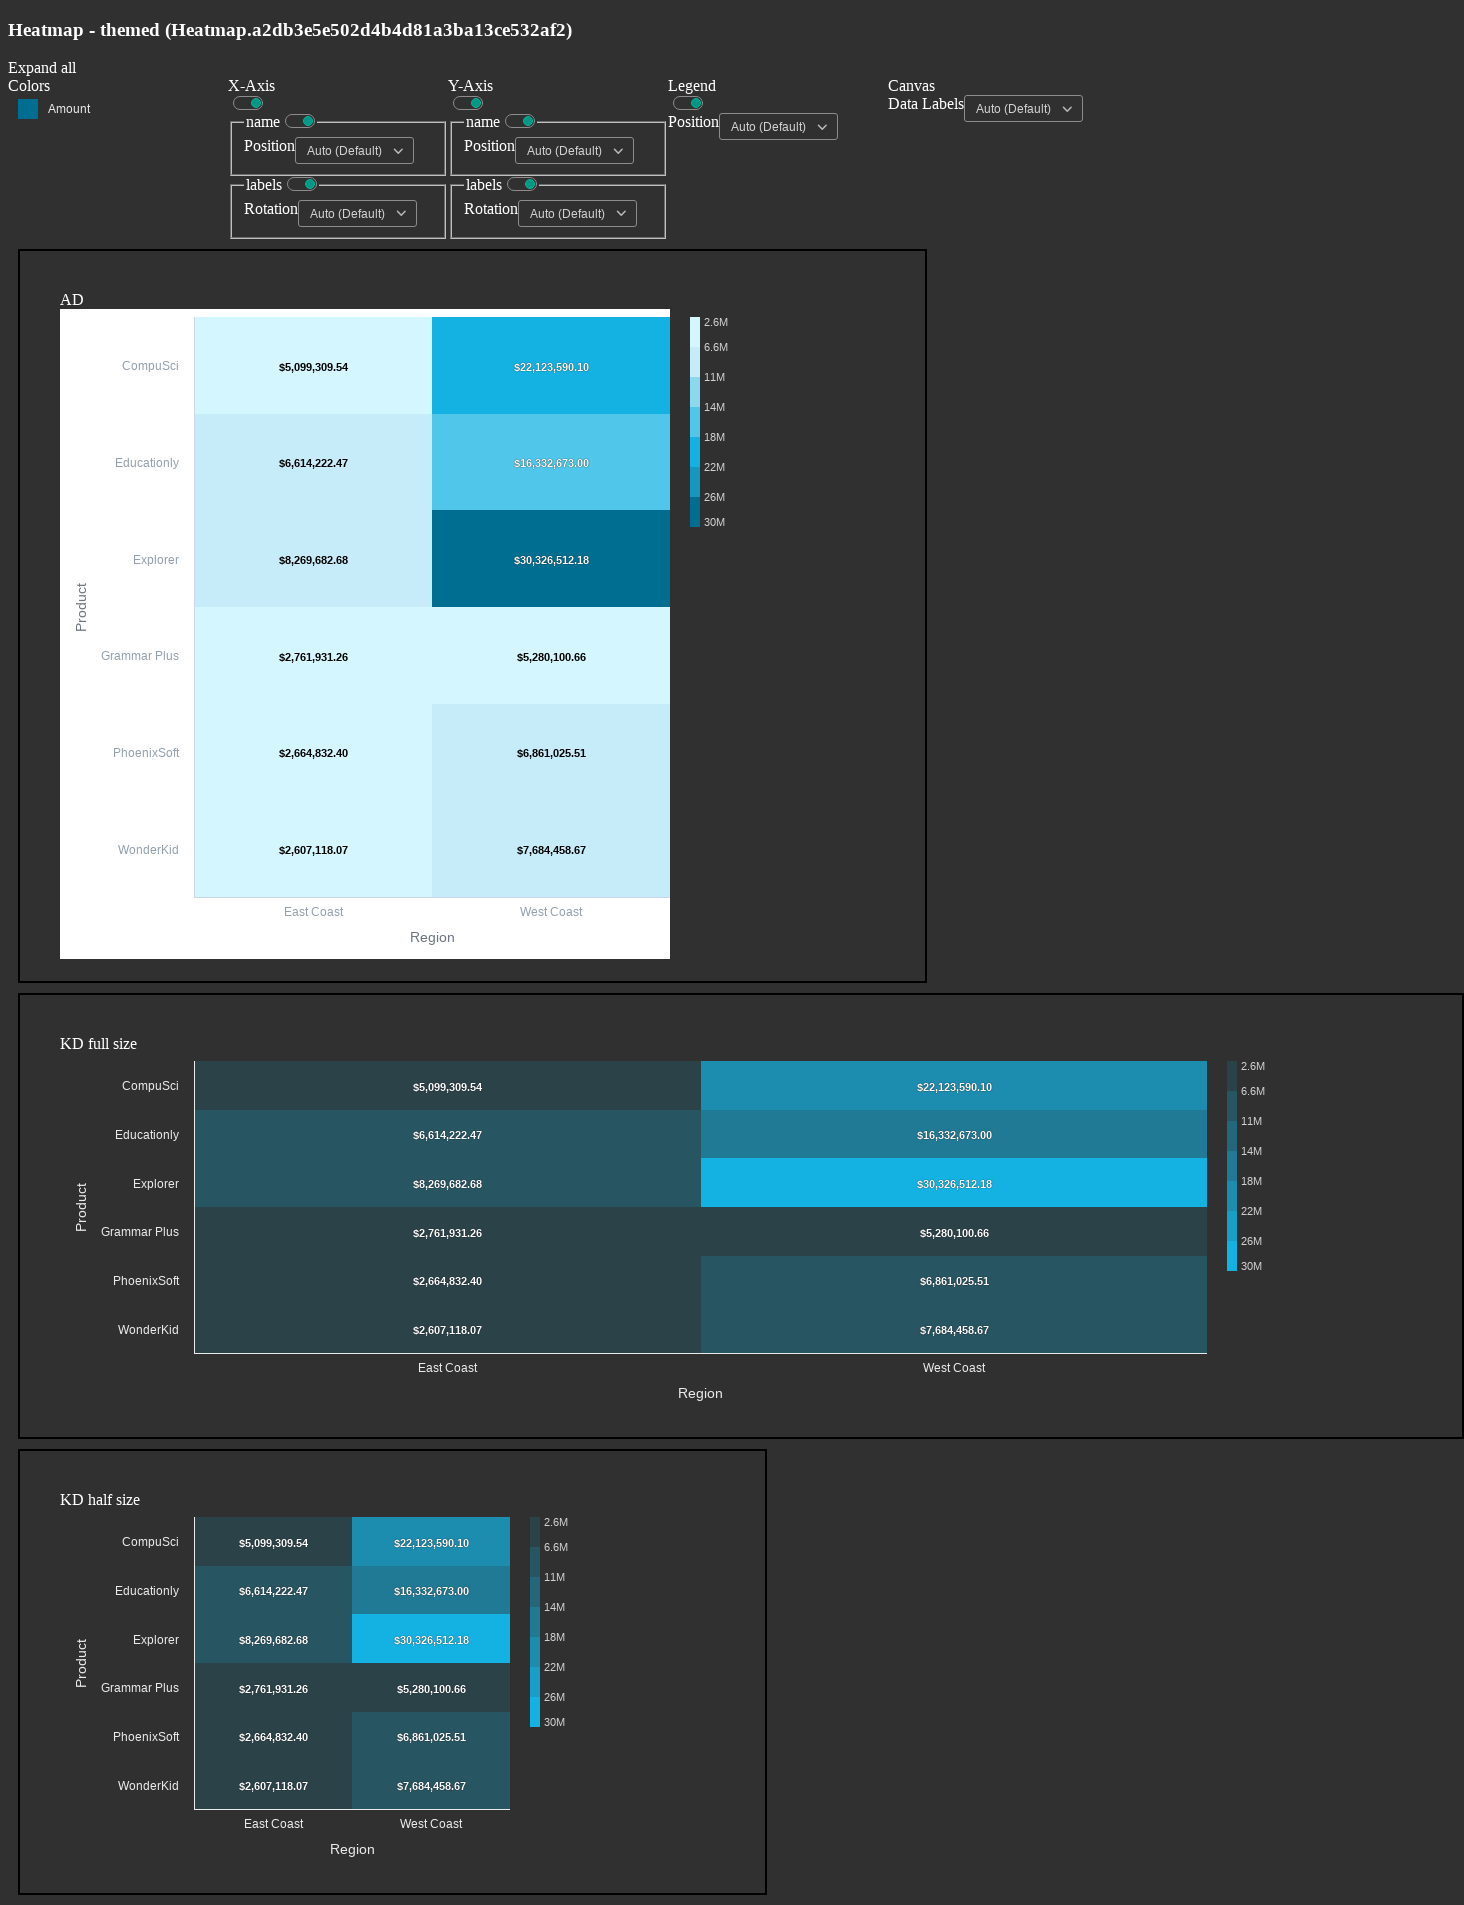 Heatmap - themed (Heatmap.a2db3e5e502d4b4d81a3ba13ce532af2)
Expand all
Colors
Amount
X-Axis
name
Position Auto (Default)
labels
Rotation Auto (Default)
Y-Axis
name
Position Auto (Default)
labels
Rotation Auto (Default)
Legend
Position Auto (Default)
Canvas
Data Labels Auto (Default)
AD
CompuSci $5,099,309.54 $22,123,590.10
Educationly $6,614,222.47 $16,332,673.00
Explorer $8,269,682.68 $30,326,512.18
Grammar Plus $2,761,931.26 $5,280,100.66
PhoenixSoft $2,664,832.40 $6,861,025.51
WonderKid $2,607,118.07 $7,684,458.67
Product
East Coast West Coast
Region
2.6M
6.6M
11M
14M
18M
22M
26M
30M
KD full size
CompuSci $5,099,309.54 $22,123,590.10
Educationly $6,614,222.47 $16,332,673.00
Explorer $8,269,682.68 $30,326,512.18
Grammar Plus $2,761,931.26 $5,280,100.66
PhoenixSoft $2,664,832.40 $6,861,025.51
WonderKid $2,607,118.07 $7,684,458.67
Product
East Coast West Coast
Region
2.6M
6.6M
11M
14M
18M
22M
26M
30M
KD half size
CompuSci $5,099,309.54 $22,123,590.10
Educationly $6,614,222.47 $16,332,673.00
Explorer $8,269,682.68 $30,326,512.18
Grammar Plus $2,761,931.26 $5,280,100.66
PhoenixSoft $2,664,832.40 $6,861,025.51
WonderKid $2,607,118.07 $7,684,458.67
Product
East Coast West Coast
Region
2.6M
6.6M
11M
14M
18M
22M
26M
30M